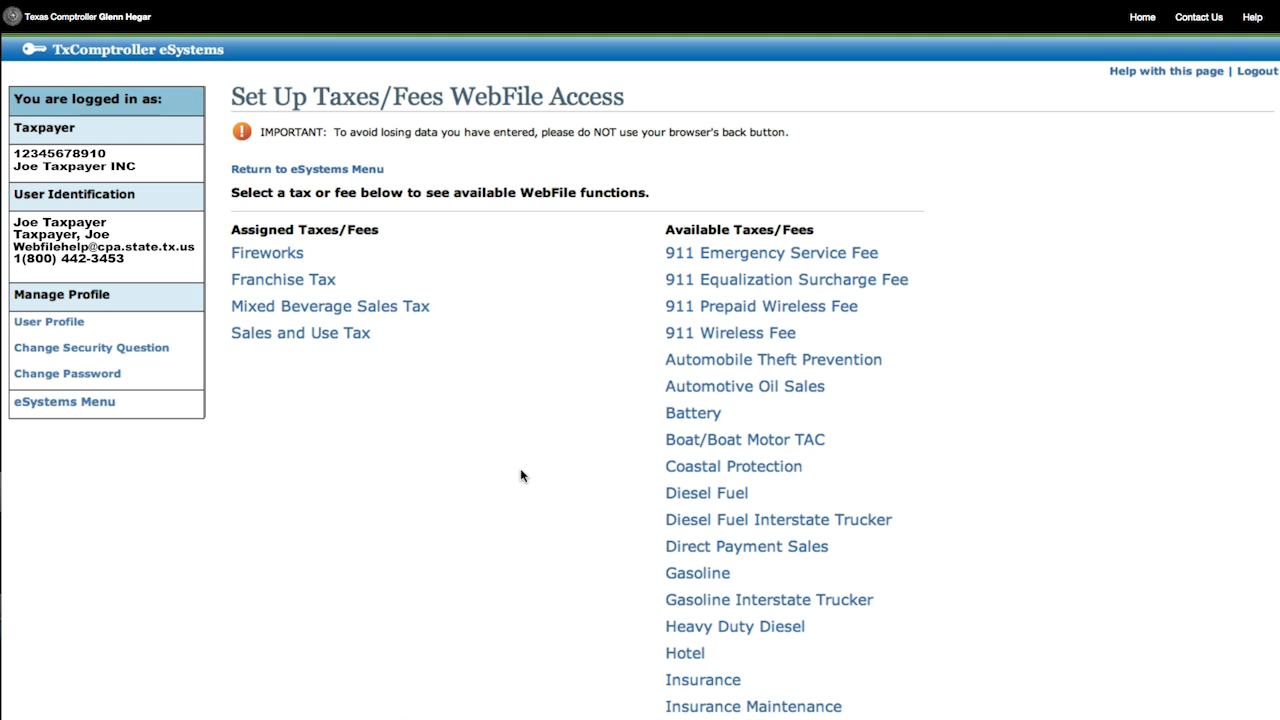 Texas Comptroller Glenn Hegar
Home Contact Us Help
TxComptroller eSystems
Help with this page | Logout
You are logged in as:
Taxpayer
12345678910
Joe Taxpayer INC
User Identification
Joe Taxpayer
Taxpayer, Joe
Webfilehelp@cpa.state.tx.us
1(800) 442-3453
Manage Profile
User Profile
Change Security Question
Change Password
eSystems Menu
Set Up Taxes/Fees WebFile Access
IMPORTANT: To avoid losing data you have entered, please do NOT use your browser's back button.
Return to eSystems Menu
Select a tax or fee below to see available WebFile functions.
Assigned Taxes/Fees
Fireworks
Franchise Tax
Mixed Beverage Sales Tax
Sales and Use Tax
Available Taxes/Fees
911 Emergency Service Fee
911 Equalization Surcharge Fee
911 Prepaid Wireless Fee
911 Wireless Fee
Automobile Theft Prevention
Automotive Oil Sales
Battery
Boat/Boat Motor TAC
Coastal Protection
Diesel Fuel
Diesel Fuel Interstate Trucker
Direct Payment Sales
Gasoline
Gasoline Interstate Trucker
Heavy Duty Diesel
Hotel
Insurance
Insurance Maintenance